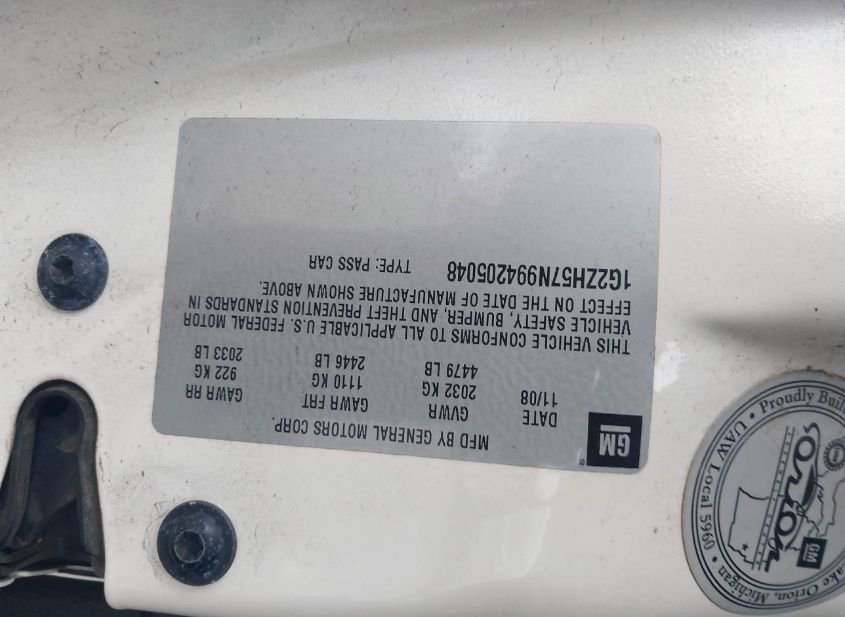 GM
MFD BY GENERAL MOTORS CORP.
DATE GVWR GAWR FRT GAWR RR
11/08 2032 KG 1110 KG 922 KG
4479 LB 2446 LB 2033 LB
THIS VEHICLE CONFORMS TO ALL APPLICABLE U.S. FEDERAL MOTOR
VEHICLE SAFETY, BUMPER, AND THEFT PREVENTION STANDARDS IN
EFFECT ON THE DATE OF MANUFACTURE SHOWN ABOVE.
1G2ZH57N994205048 TYPE: PASS CAR
• Proudly Buil
Orion
GM
UAW Local 5960 •
ake Orion, Michigan